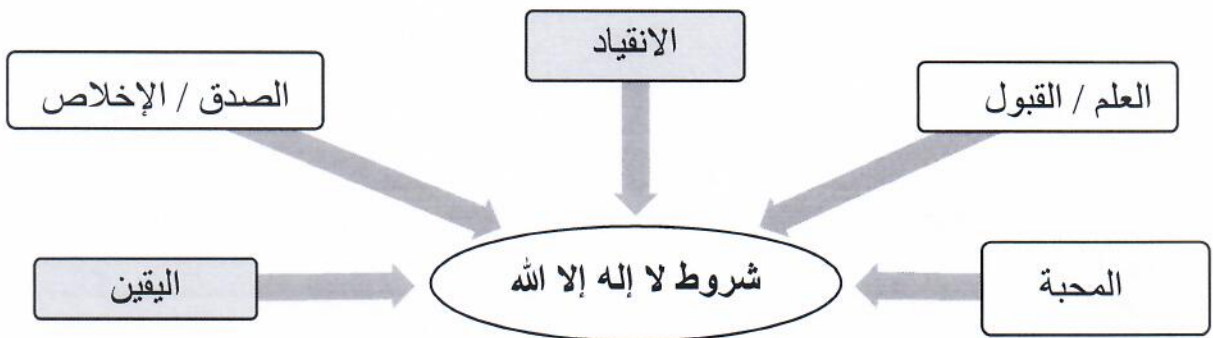 الانقياد
العلم / القبول
الصدق / الإخلاص
شروط لا إله إلا الله
المحبة
اليقين